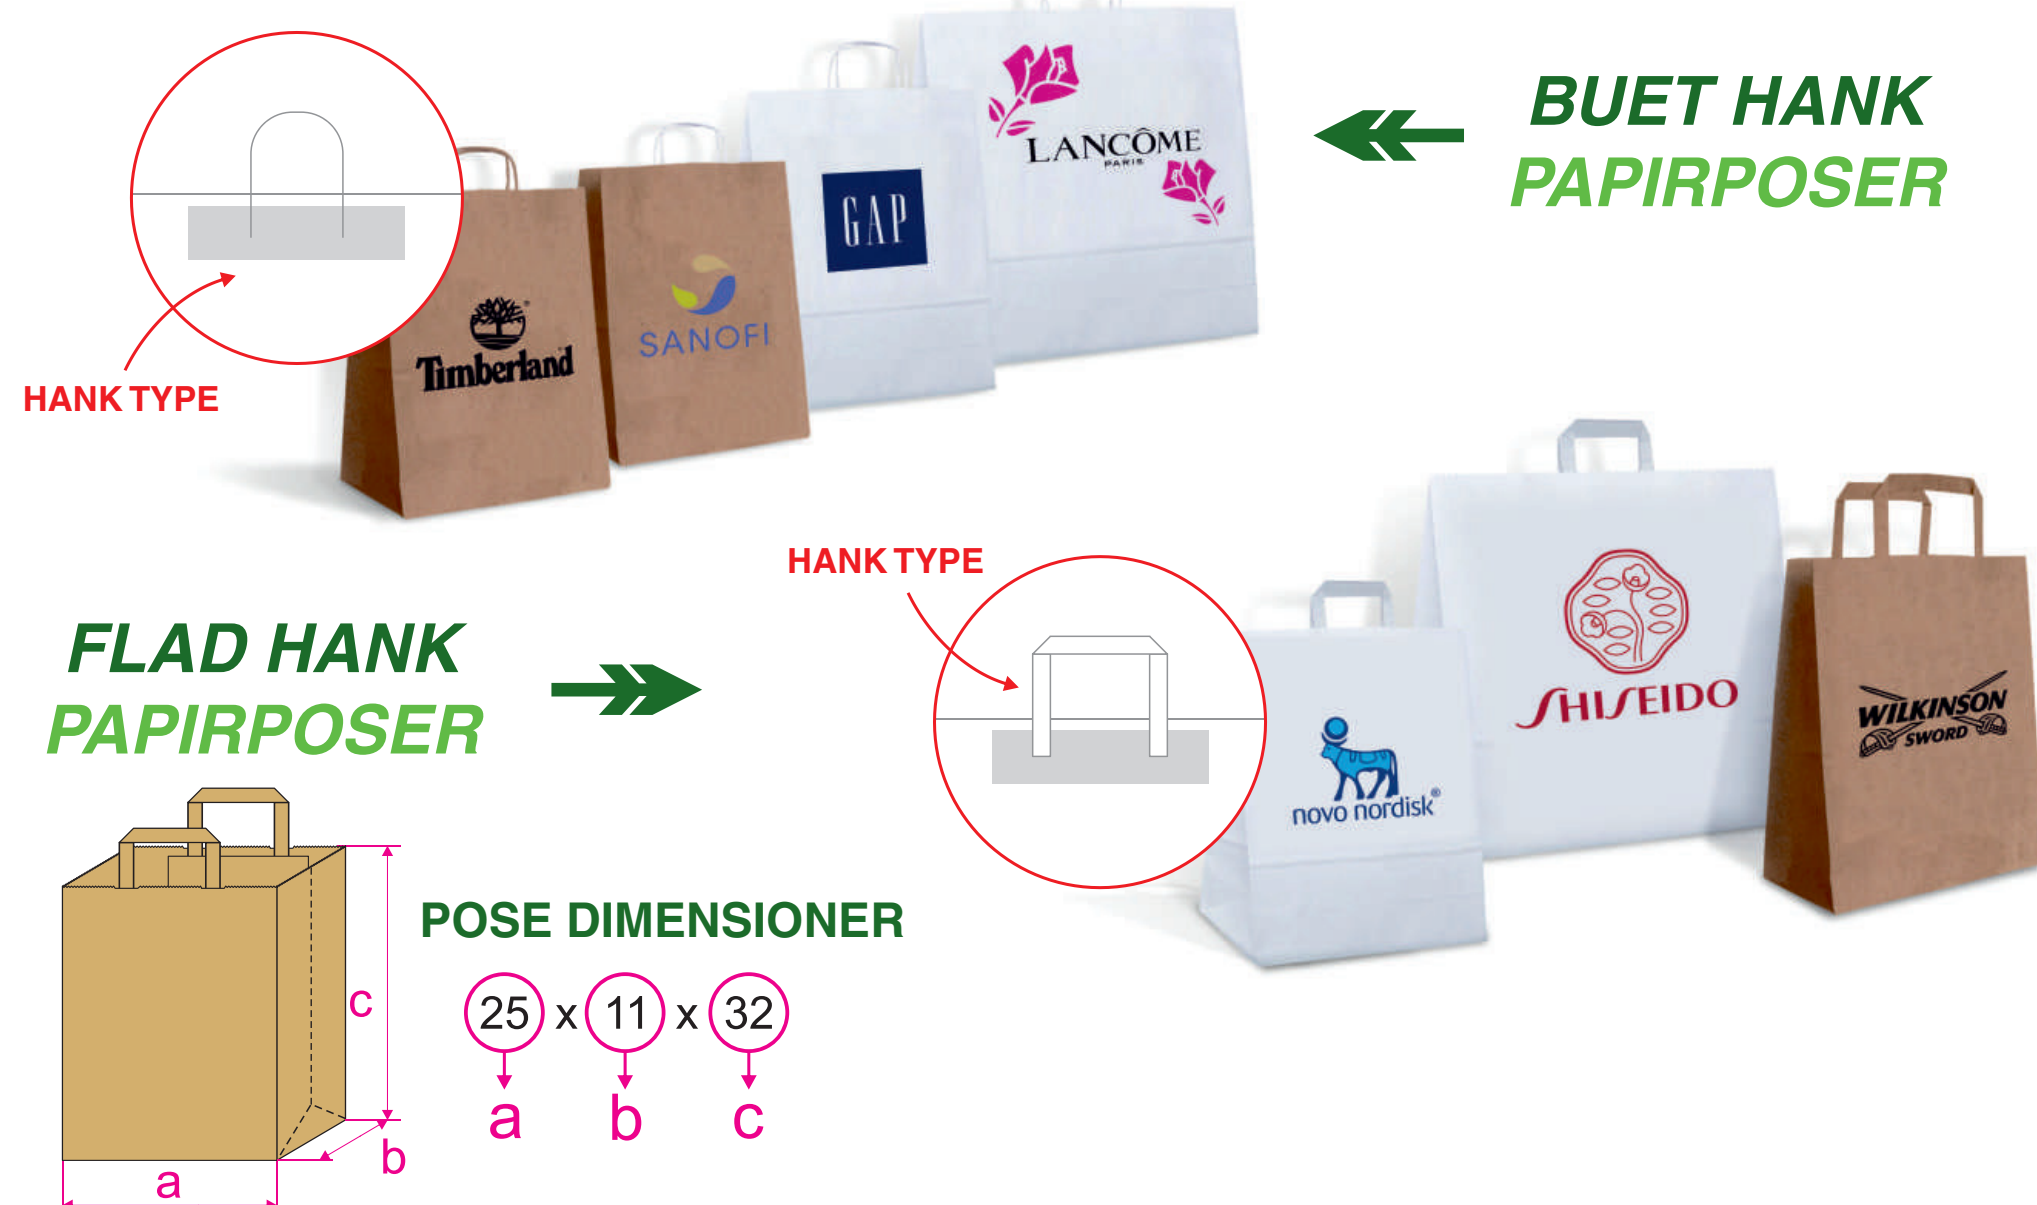 BUET HANK
PAPIRPOSER
LANCÔME
PARIS
GAP
SANOFI
Timberland®
HANK TYPE
HANK TYPE
FLAD HANK
PAPIRPOSER
SHISEIDO
WILKINSON
SWORD
novo nordisk®
POSE DIMENSIONER
25 x 11 x 32
a b c
c
b
a